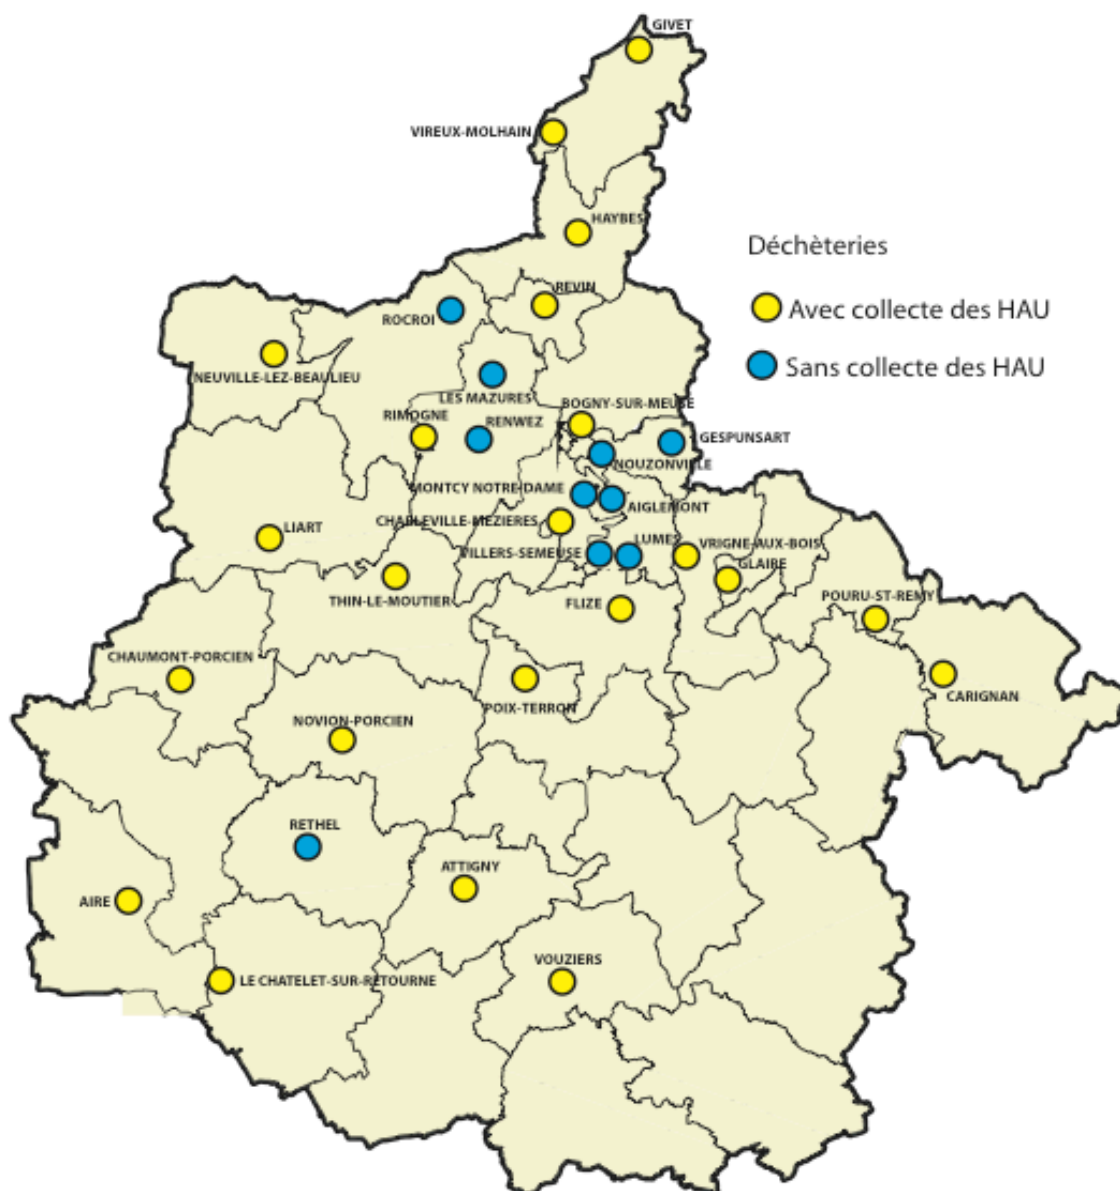 GIVET
VIREUX-MOLHAIN
HAYBES
Déchèteries
REVIN
Avec collecte des HAU
ROCROI
Sans collecte des HAU
NEUVILLE-LEZ-BEAULIEU
LES MAZURES
BOGNY-SUR-MEUSE
RIMOGNE
RENWEZ
GESPUNSART
NOUZONVILLE
MONTCY NOTRE-DAME
AIGLEMONT
CHARLEVILLE-MEZIERES
LIART
LUMES
VRIGNE-AUX-BOIS
VILLERS-SEMEUSE
GLAIRE
THIN-LE-MOUTIER
FLIZE
POURU-ST-REMY
CHAUMONT-PORCIEN
CARIGNAN
POIX-TERRON
NOVION-PORCIEN
RETHEL
ATTIGNY
AIRE
VOUZIERS
LE CHATELET-SUR-RETOURNE